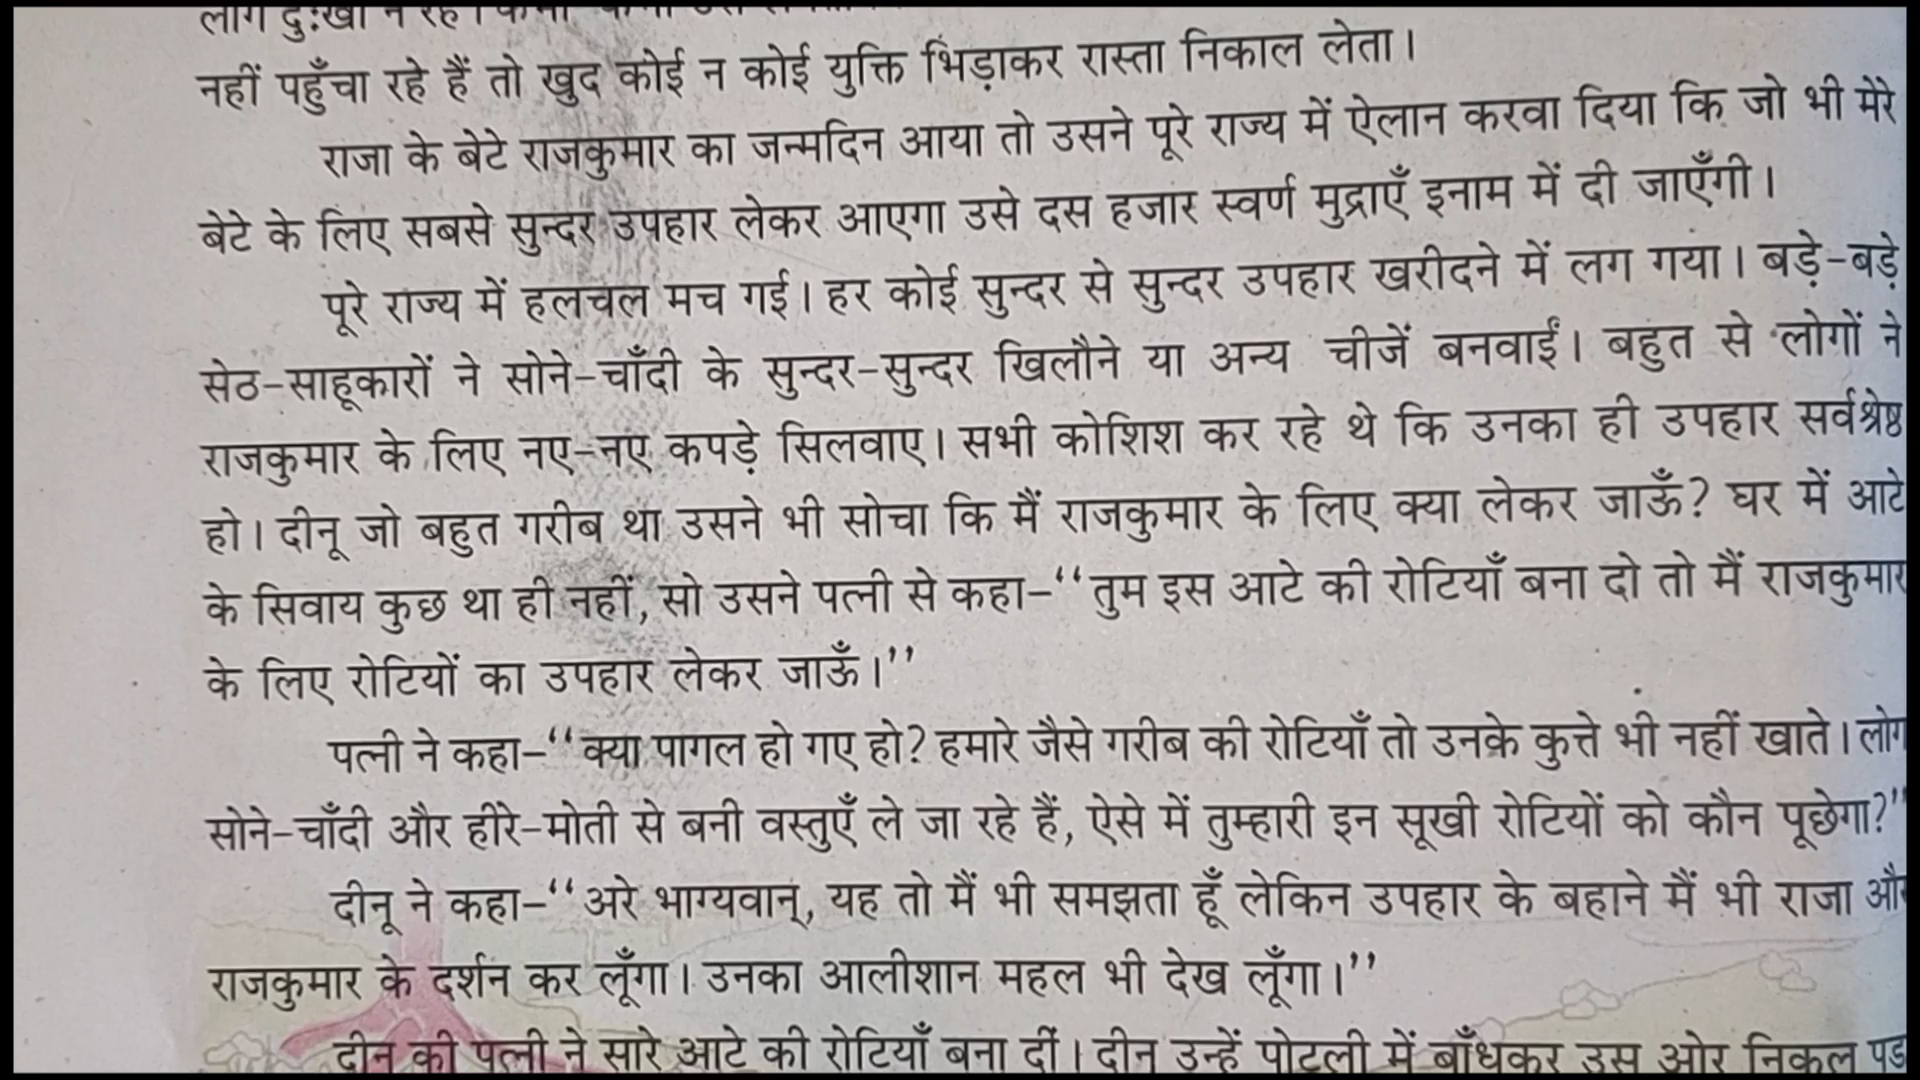 लोग दुःखी न रहें।
नहीं पहुँचा रहे हैं तो खुद कोई न कोई युक्ति भिड़ाकर रास्ता निकाल लेता।
राजा के बेटे राजकुमार का जन्मदिन आया तो उसने पूरे राज्य में ऐलान करवा दिया कि जो भी मेरे
बेटे के लिए सबसे सुन्दर उपहार लेकर आएगा उसे दस हजार स्वर्ण मुद्राएँ इनाम में दी जाएँगी।
पूरे राज्य में हलचल मच गई। हर कोई सुन्दर से सुन्दर उपहार खरीदने में लग गया। बड़े-बड़े
सेठ-साहूकारों ने सोने-चाँदी के सुन्दर-सुन्दर खिलौने या अन्य चीजें बनवाईं। बहुत से लोगों ने
राजकुमार के लिए नए-नए कपड़े सिलवाए। सभी कोशिश कर रहे थे कि उनका ही उपहार सर्वश्रेष्ठ
हो। दीनू जो बहुत गरीब था उसने भी सोचा कि मैं राजकुमार के लिए क्या लेकर जाऊँ? घर में आटे
के सिवाय कुछ था ही नहीं, सो उसने पत्नी से कहा-‘‘तुम इस आटे की रोटियाँ बना दो तो मैं राजकुमार
के लिए रोटियों का उपहार लेकर जाऊँ।’’
पत्नी ने कहा-‘‘क्या पागल हो गए हो? हमारे जैसे गरीब की रोटियाँ तो उनके कुत्ते भी नहीं खाते। लोग
सोने-चाँदी और हीरे-मोती से बनी वस्तुएँ ले जा रहे हैं, ऐसे में तुम्हारी इन सूखी रोटियों को कौन पूछेगा?’’
दीनू ने कहा-‘‘अरे भाग्यवान्, यह तो मैं भी समझता हूँ लेकिन उपहार के बहाने मैं भी राजा और
राजकुमार के दर्शन कर लूँगा। उनका आलीशान महल भी देख लूँगा।’’
दीनू की पत्नी ने सारे आटे की रोटियाँ बना दीं। दीनू उन्हें पोटली में बाँधकर उस ओर निकल